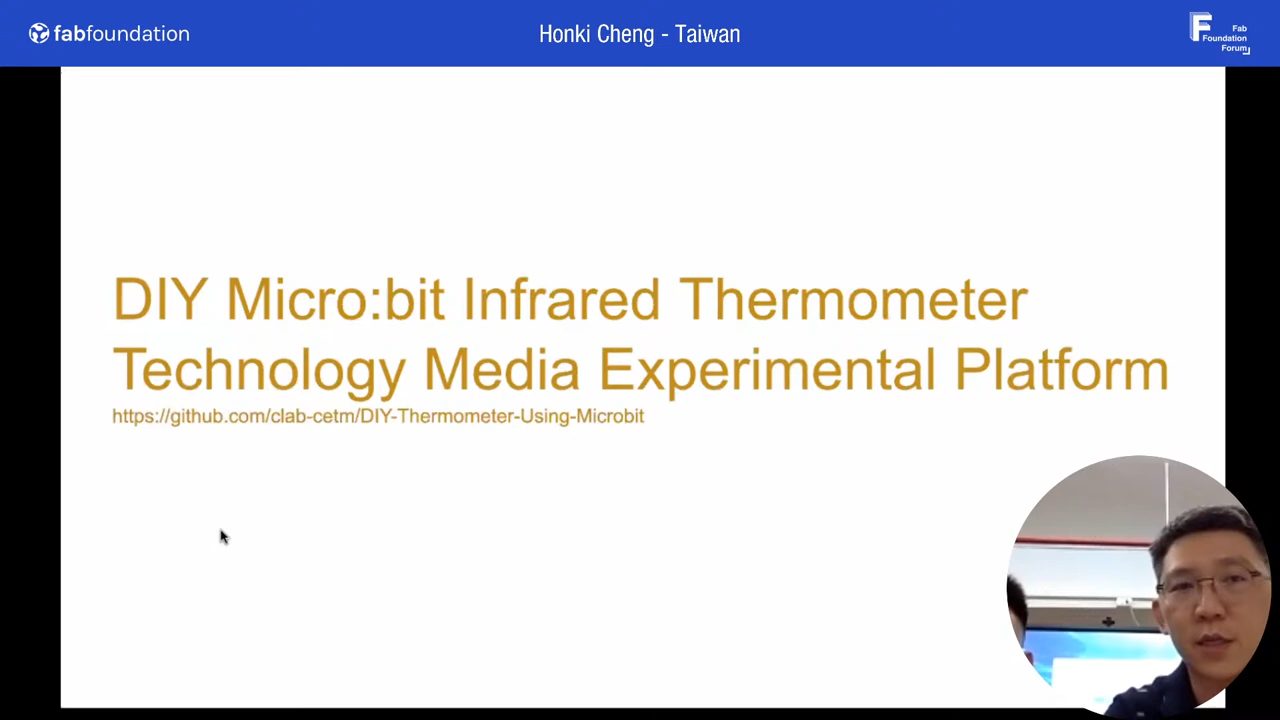 fabfoundation
Honki Cheng - Taiwan
F
Fab
Foundation
Forum
DIY Micro:bit Infrared Thermometer
Technology Media Experimental Platform
https://github.com/clab-cetm/DIY-Thermometer-Using-Microbit